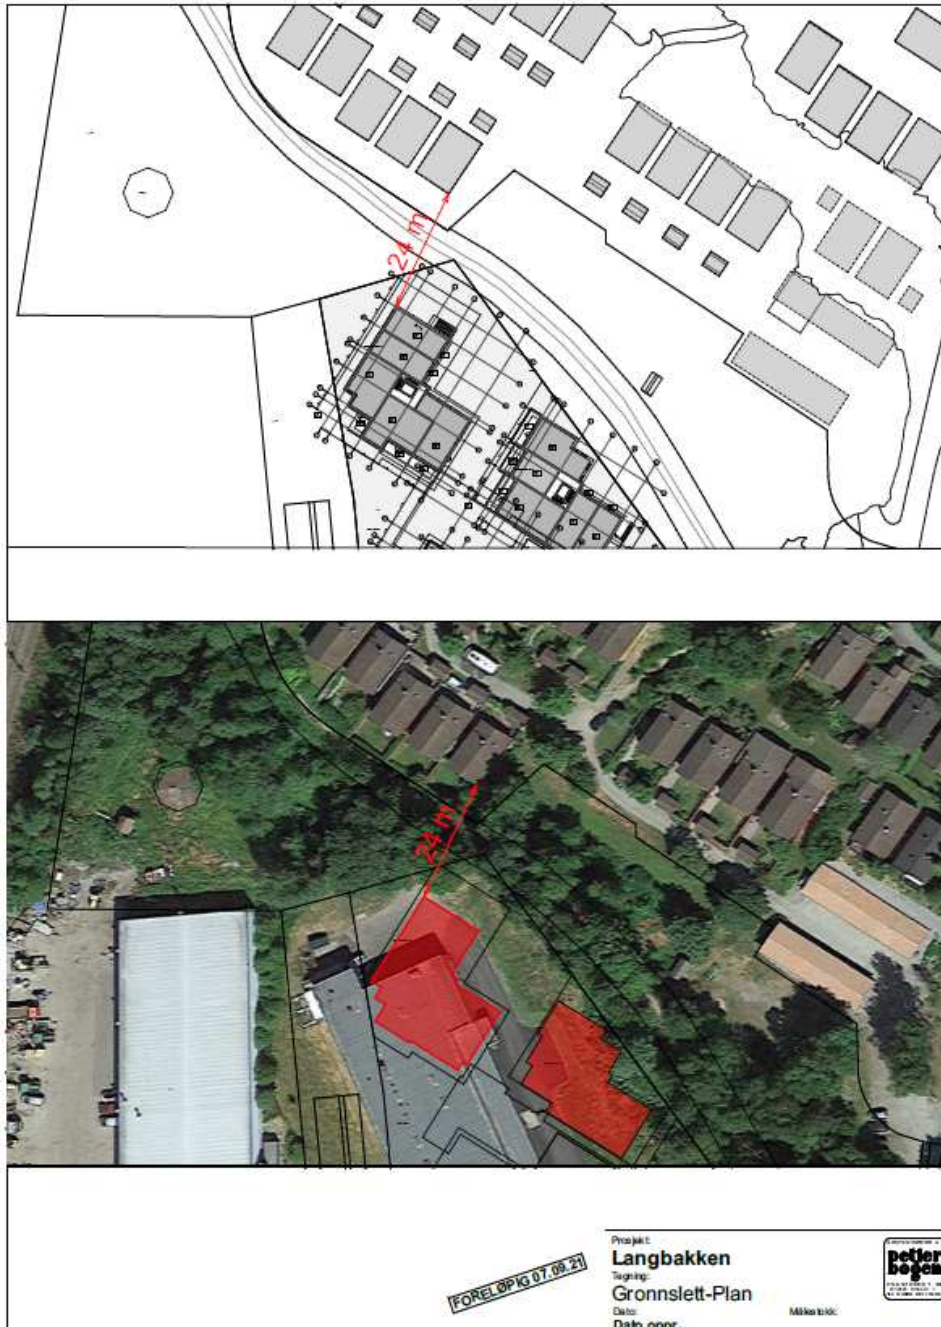 24 m
24 m
FORELØPIG 07.09.21
Prosjekt:
Langbakken
Tegning:
Gronnslett-Plan
Dato:
Målestokk:
Dato oppr.
petter
bogen